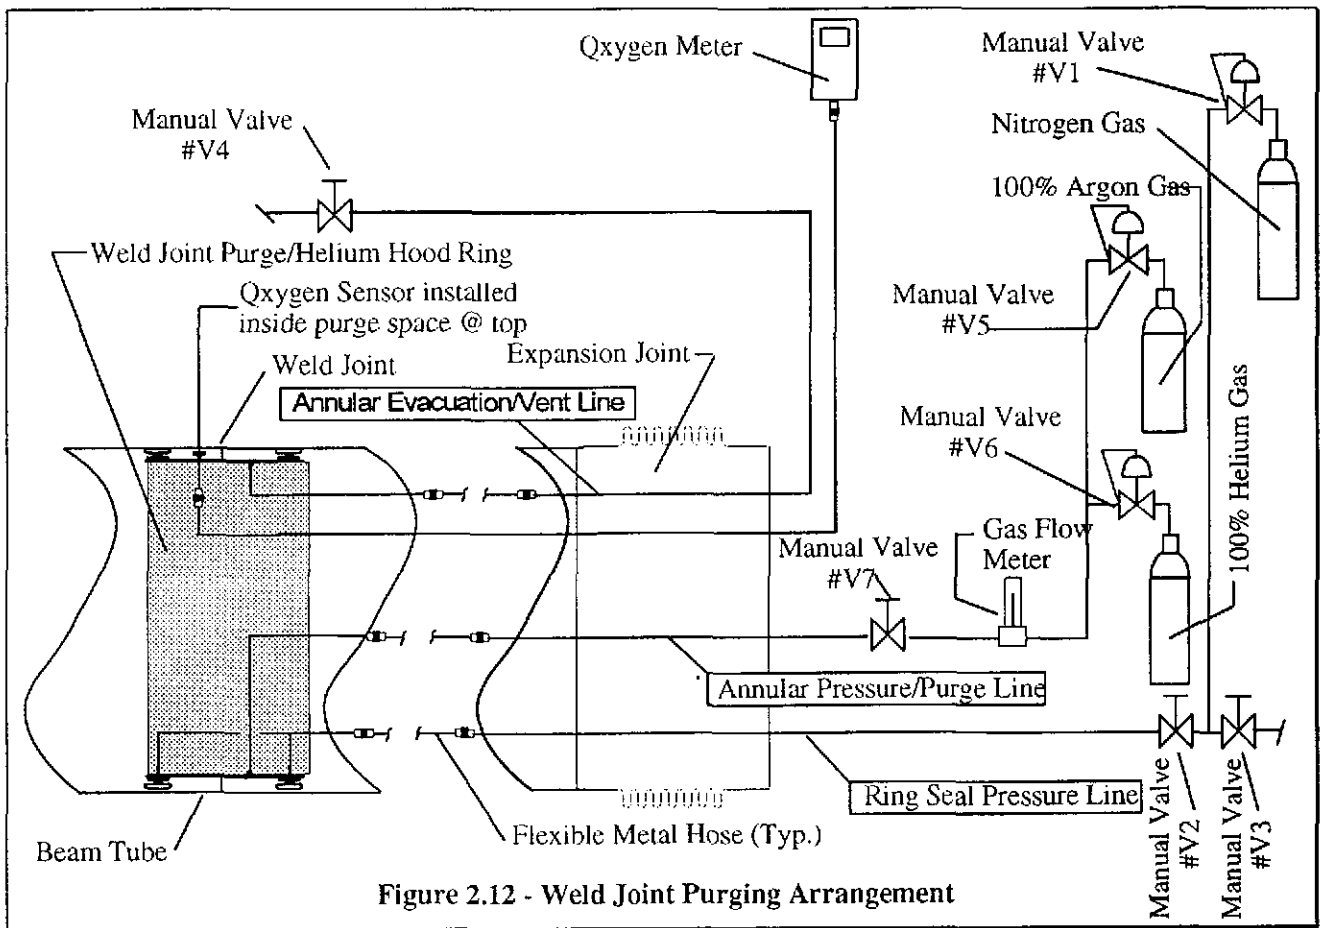 Qxygen Meter
Manual Valve
#V1
Manual Valve
#V4
Nitrogen Gas
100% Argon Gas
Weld Joint Purge/Helium Hood Ring
Qxygen Sensor installed
inside purge space @ top
Manual Valve
#V5
Weld Joint
Expansion Joint
Annular Evacuation/Vent Line
Manual Valve
#V6
100% Helium Gas
Gas Flow
Meter
Manual Valve
#V7
Annular Pressure/Purge Line
Ring Seal Pressure Line
Manual Valve
#V2
Manual Valve
#V3
Flexible Metal Hose (Typ.)
Beam Tube
Figure 2.12 - Weld Joint Purging Arrangement